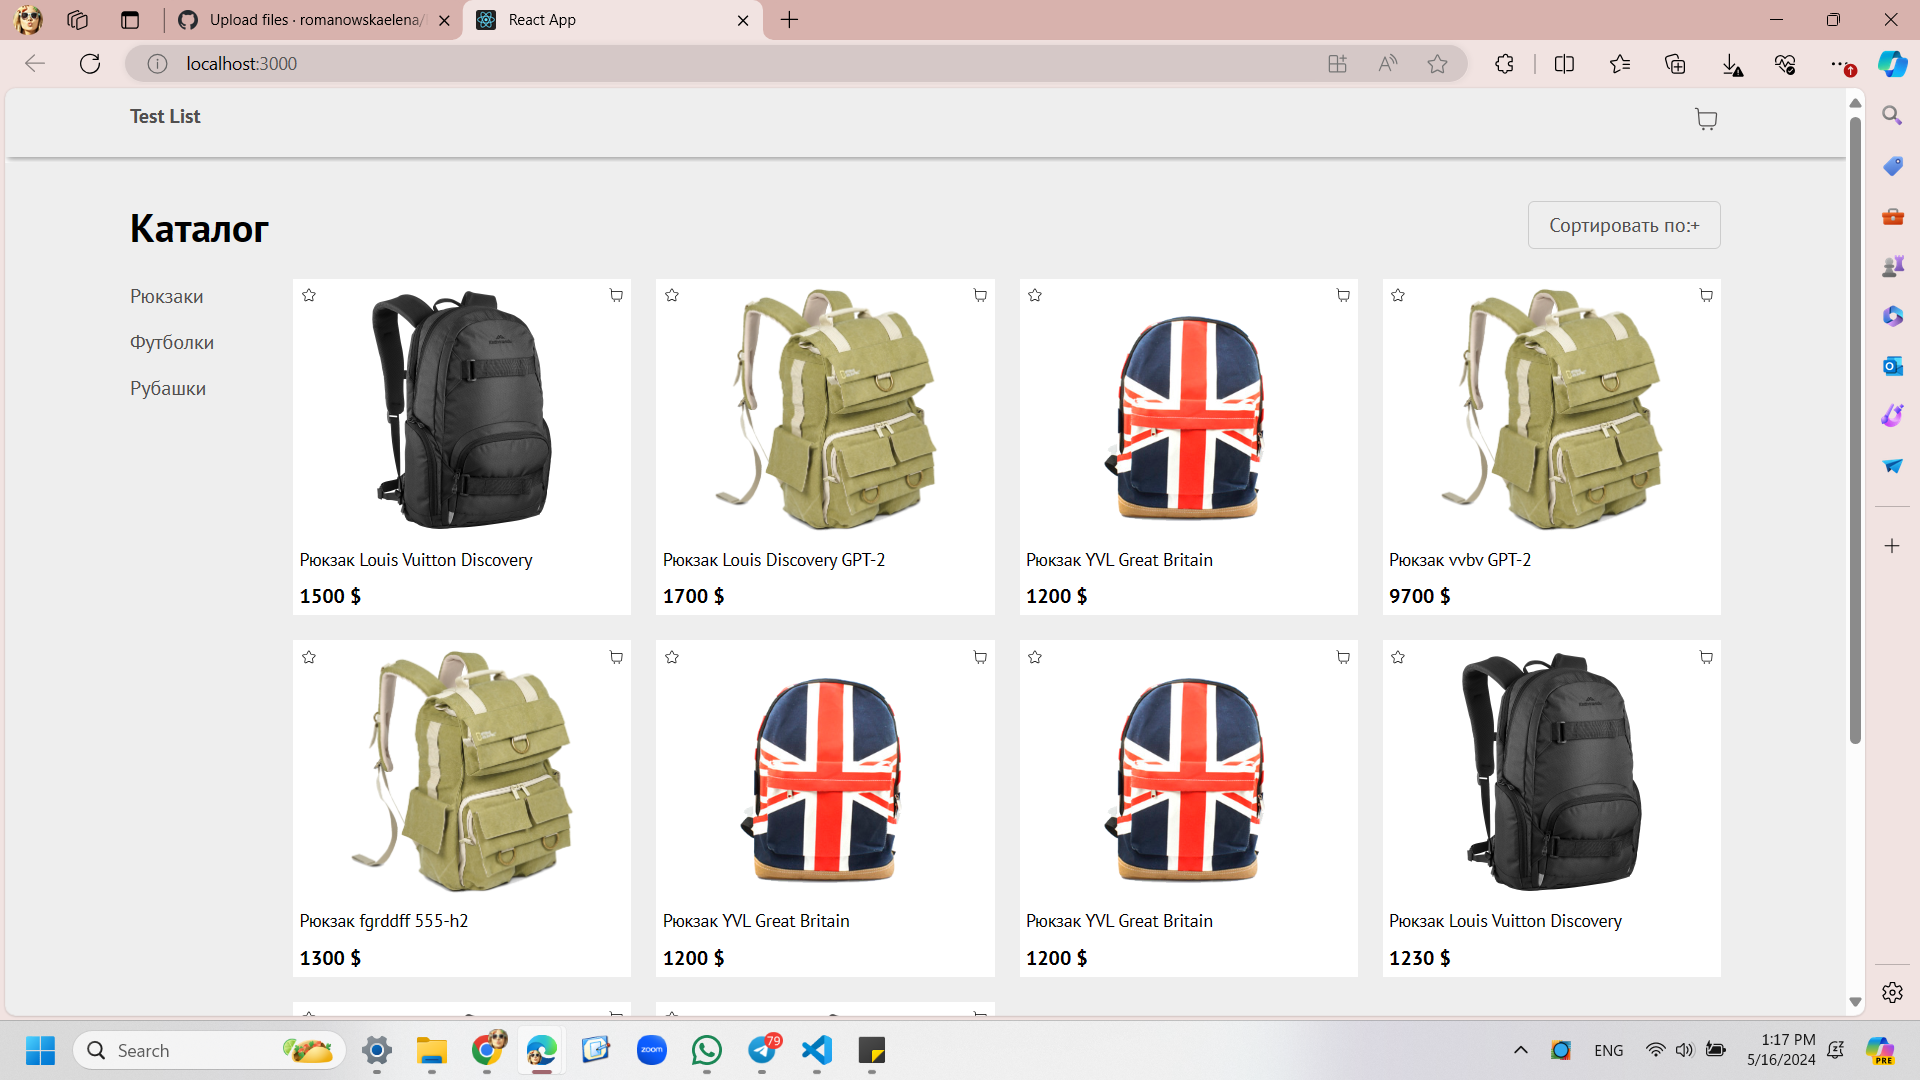 Upload files · romanowskaelena/
React App
localhost:3000
Test List
Каталог
Сортировать по:+
Рюкзаки
Футболки
Рубашки
Рюкзак Louis Vuitton Discovery
1500 $
Рюкзак Louis Discovery GPT-2
1700 $
Рюкзак YVL Great Britain
1200 $
Рюкзак vvbv GPT-2
9700 $
Рюкзак fgrddff 555-h2
1300 $
Рюкзак YVL Great Britain
1200 $
Рюкзак YVL Great Britain
1200 $
Рюкзак Louis Vuitton Discovery
1230 $
Search
zoom
79
ENG
1:17 PM
5/16/2024
PRE